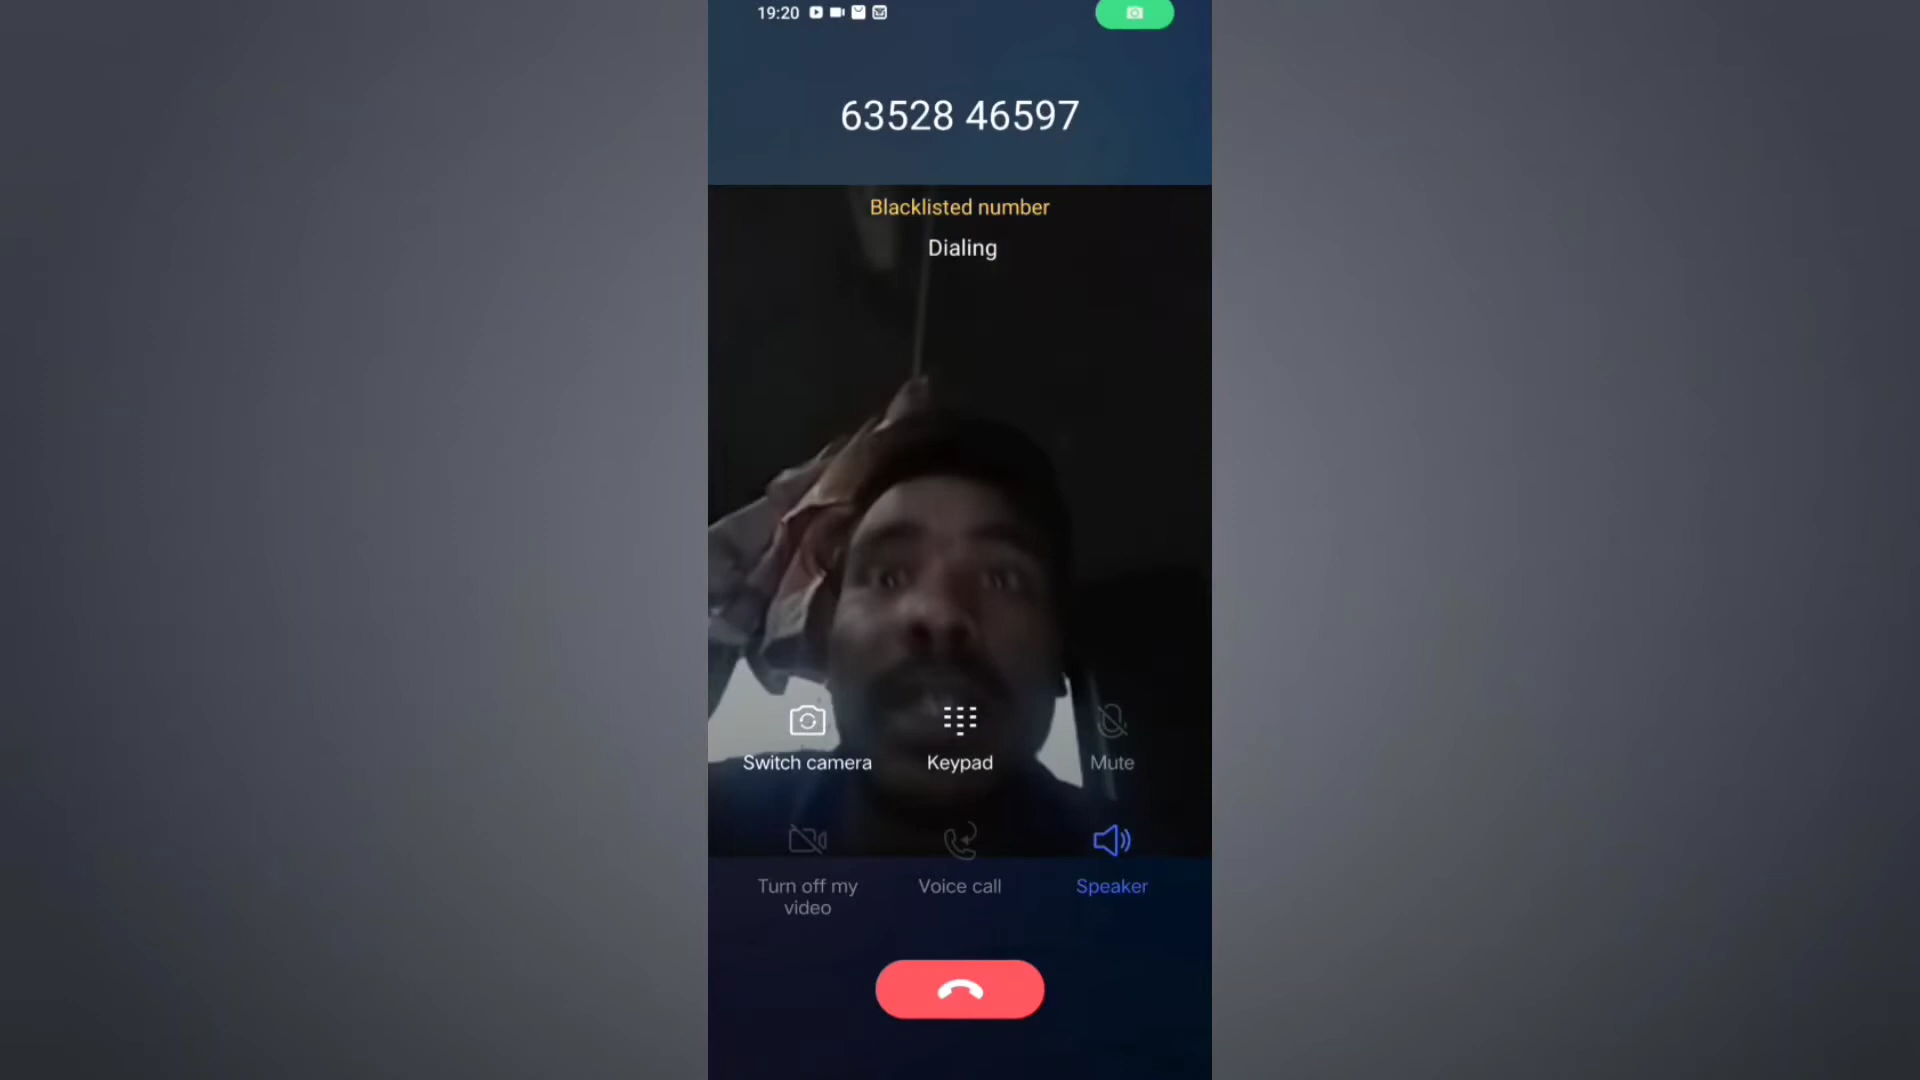 19:20
63528 46597
Blacklisted number
Dialing
Switch camera
Keypad
Mute
Turn off my
video
Voice call
Speaker